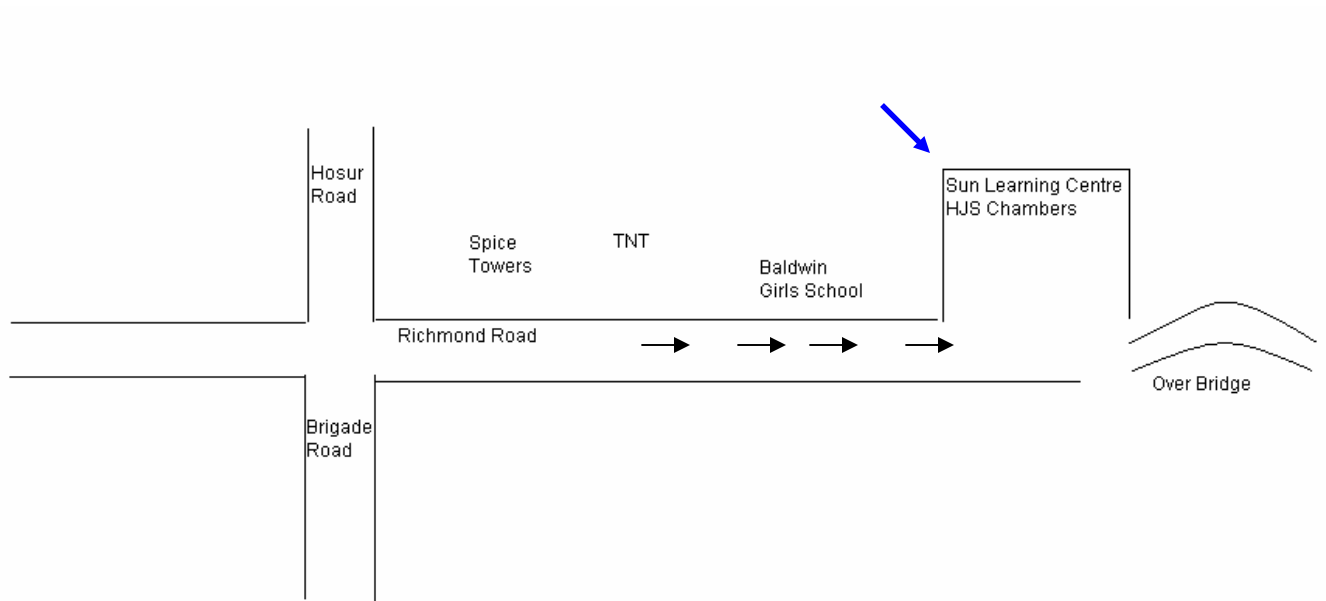 Hosur
Road
Sun Learning Centre
HJS Chambers
Spice
Towers
TNT
Baldwin
Girls School
Richmond Road
Over Bridge
Brigade
Road